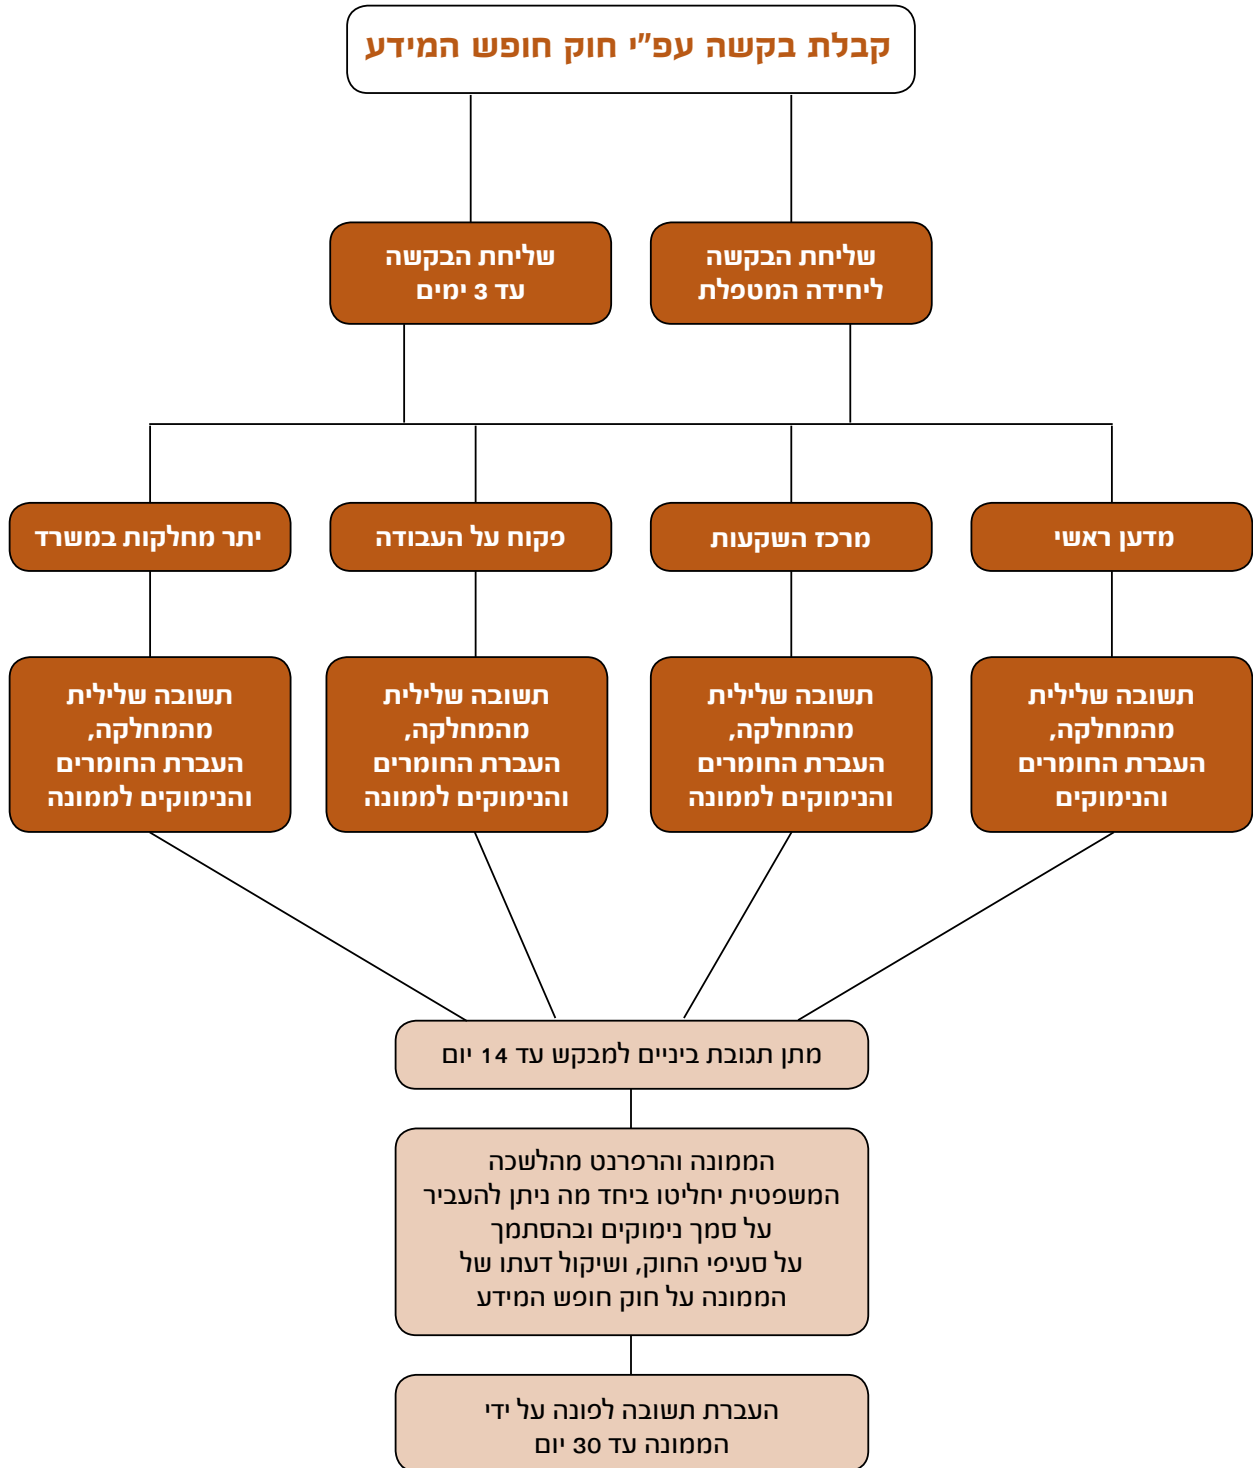 קבלת בקשה עפ"י חוק חופש המידע
שליחת הבקשה
ליחידה המטפלת
שליחת הבקשה
עד 3 ימים
מדען ראשי
מרכז השקעות
פקוח על העבודה
יתר מחלקות במשרד
תשובה שלילית
מהמחלקה,
העברת החומרים
והנימוקים
תשובה שלילית
מהמחלקה,
העברת החומרים
והנימוקים לממונה
תשובה שלילית
מהמחלקה,
העברת החומרים
והנימוקים לממונה
תשובה שלילית
מהמחלקה,
העברת החומרים
והנימוקים לממונה
מתן תגובת ביניים למבקש עד 14 יום
הממונה והרפרנט מהלשכה
המשפטית יחליטו ביחד מה ניתן להעביר
על סמך נימוקים ובהסתמך
על סעיפי החוק, ושיקול דעתו של
הממונה על חוק חופש המידע
העברת תשובה לפונה על ידי
הממונה עד 30 יום